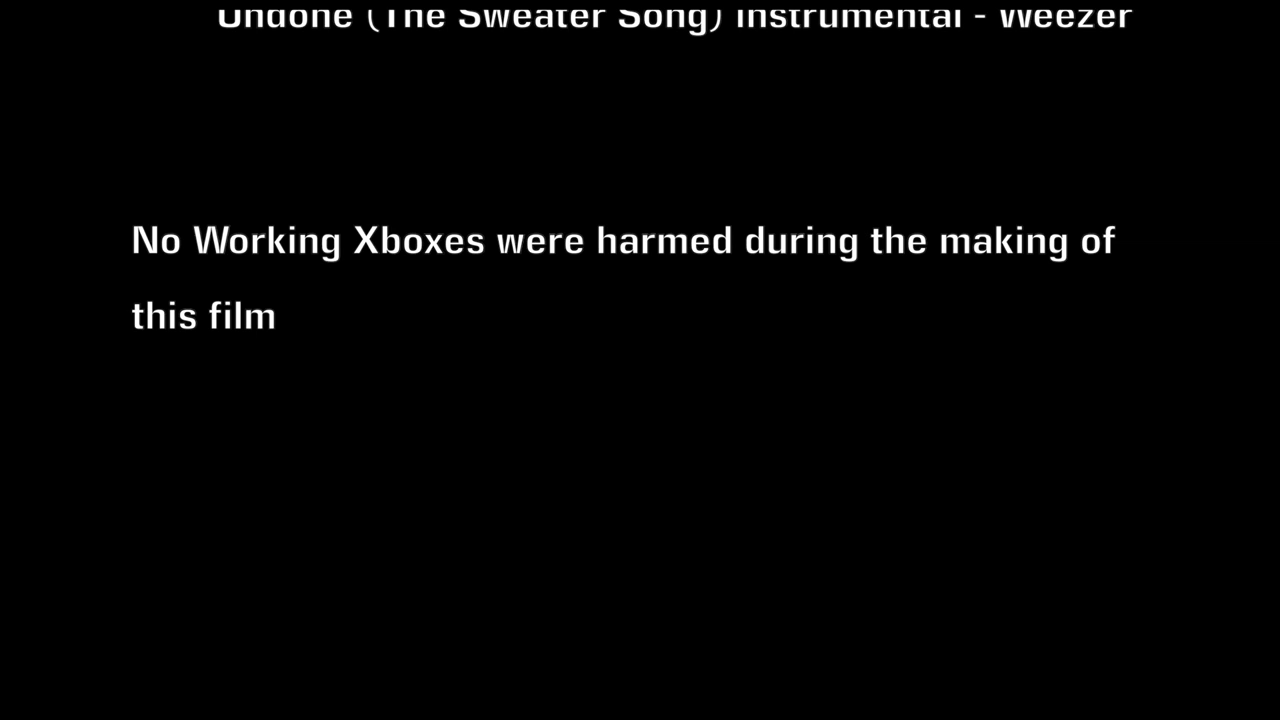 Undone (The Sweater Song) Instrumental - Weezer
No Working Xboxes were harmed during the making of
this film